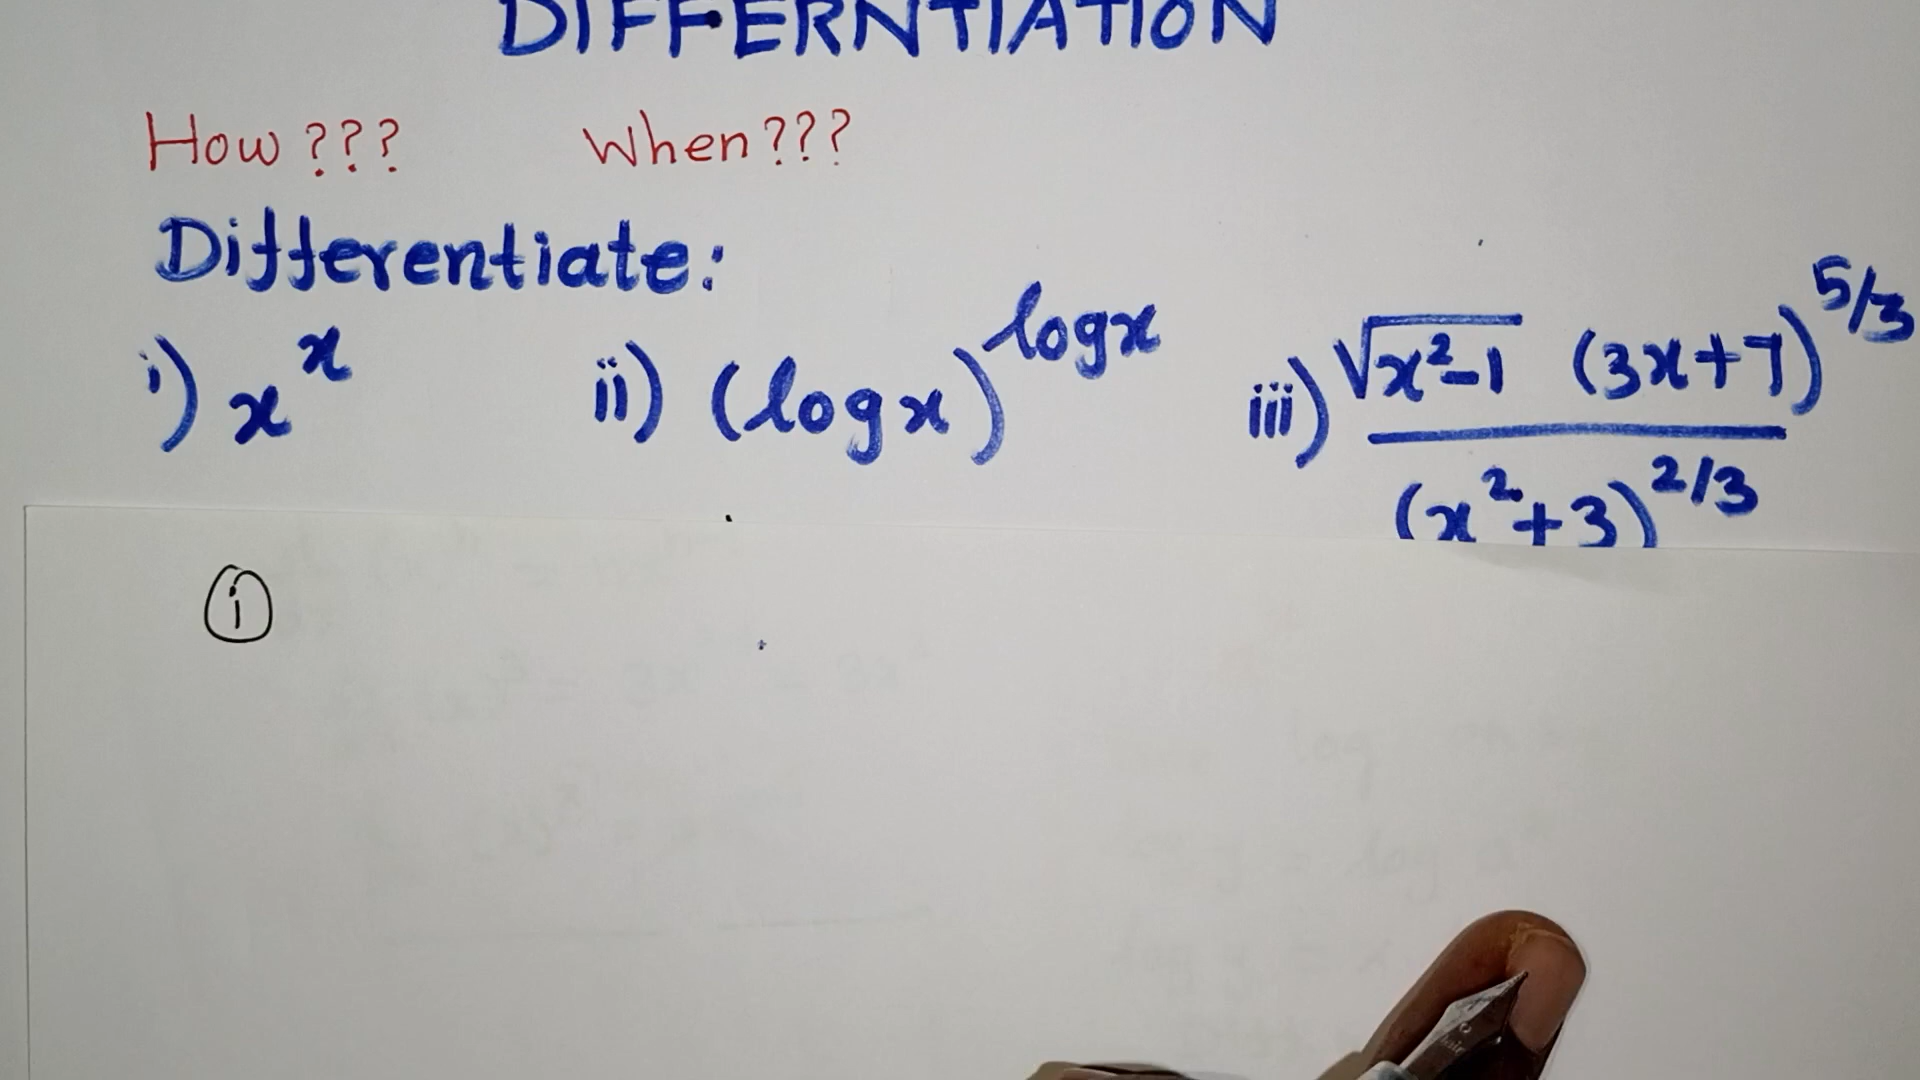 DIFFERNTIATION
How ??? When ???
Differentiate:
i) x^x ii) (log x)^log x iii) √x²-1 (3x+7)^5/3 / (x²+3)^2/3
i